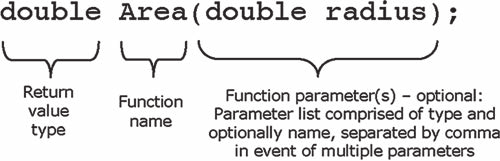 double Area(double radius);
Return
value
type
Function
name
Function parameter(s) – optional:
Parameter list comprised of type and
optionally name, separated by comma
in event of multiple parameters